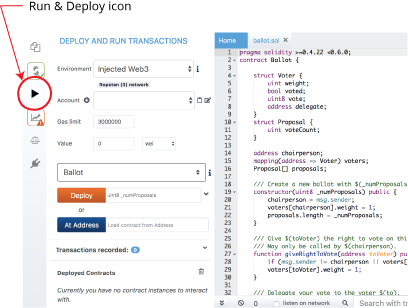 Run & Deploy icon
DEPLOY AND RUN TRANSACTIONS
Environment
Injected Web3
Ropsten (3) network
Account
Gas limit
3000000
Value
0
wei
Ballot
Deploy
uint8 _numProposals
or
At Address
Load contract from Address
Transactions recorded: 0
Deployed Contracts
Currently you have no contract instances to interact
with.
Home
ballot.sol
1 pragma solidity >=0.4.22 <0.6.0;
2 contract Ballot {
3
4 struct Voter {
5 uint weight;
6 bool voted;
7 uint8 vote;
8 address delegate;
9 }
10 struct Proposal {
11 uint voteCount;
12 }
13
14 address chairperson;
15 mapping(address => Voter) voters;
16 Proposal[] proposals;
17
18 /// Create a new ballot with $(_numProposals
19 constructor(uint8 _numProposals) public {
20 chairperson = msg.sender;
21 voters[chairperson].weight = 1;
22 proposals.length = _numProposals;
23 }
24
25 /// Give $(toVoter) the right to vote on thi
26 /// May only be called by $(chairperson).
27 function giveRightToVote(address toVoter) pu
28 if (msg.sender != chairperson || voters[
29 voters[toVoter].weight = 1;
30 }
31
32 /// Delegate your vote to the voter $(to).
0
listen on network
Search with t